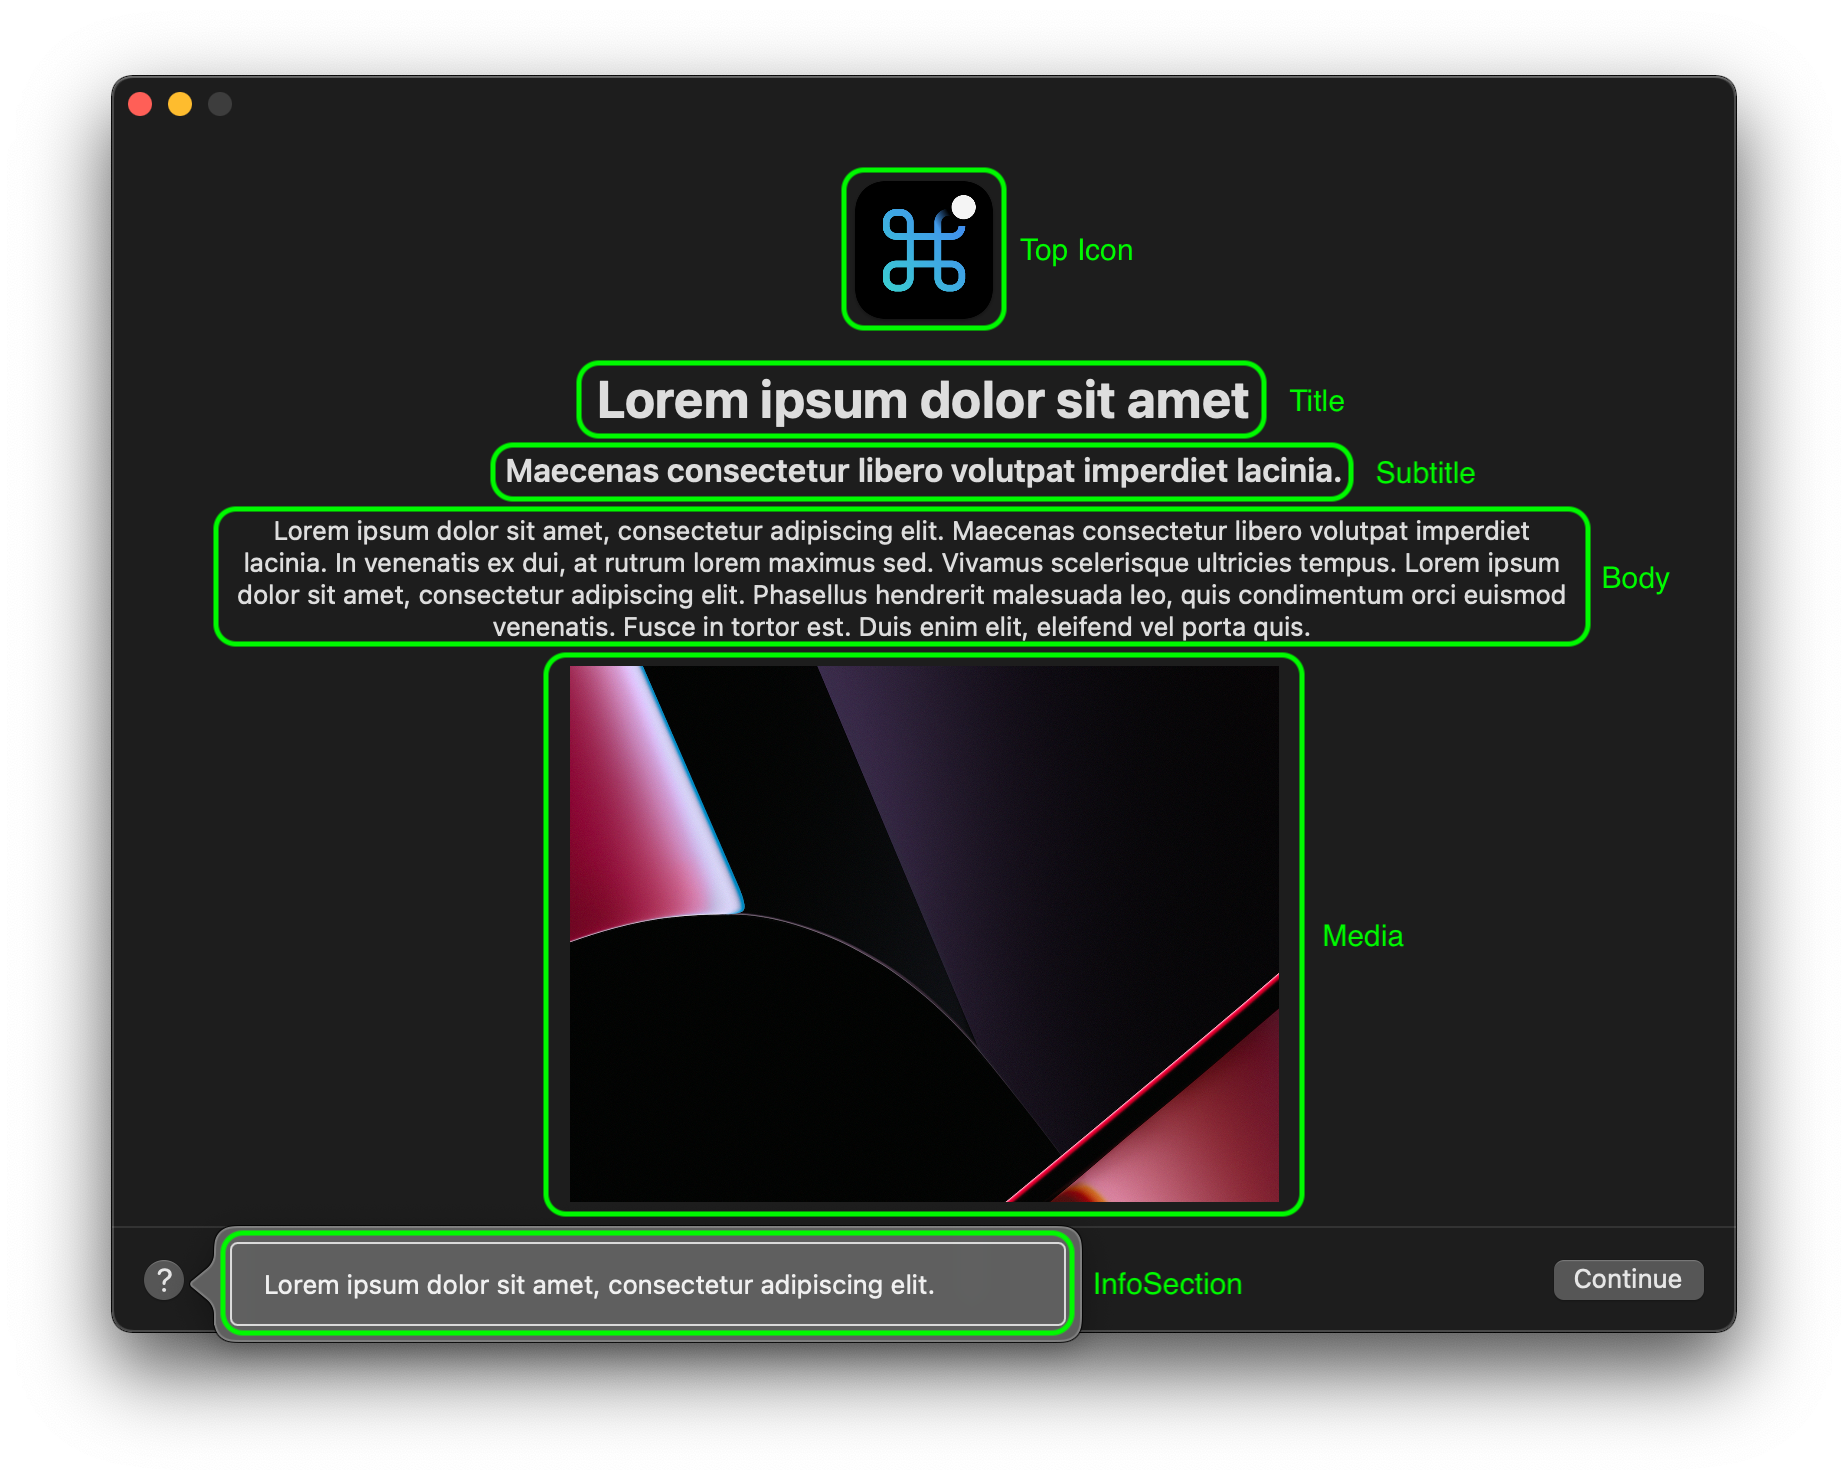 Top Icon
Lorem ipsum dolor sit amet
Title
Maecenas consectetur libero volutpat imperdiet lacinia.
Subtitle
Lorem ipsum dolor sit amet, consectetur adipiscing elit. Maecenas consectetur libero volutpat imperdiet
lacinia. In venenatis ex dui, at rutrum lorem maximus sed. Vivamus scelerisque ultricies tempus. Lorem ipsum
dolor sit amet, consectetur adipiscing elit. Phasellus hendrerit malesuada leo, quis condimentum orci euismod
venenatis. Fusce in tortor est. Duis enim elit, eleifend vel porta quis.
Body
Media
?
Lorem ipsum dolor sit amet, consectetur adipiscing elit.
InfoSection
Continue